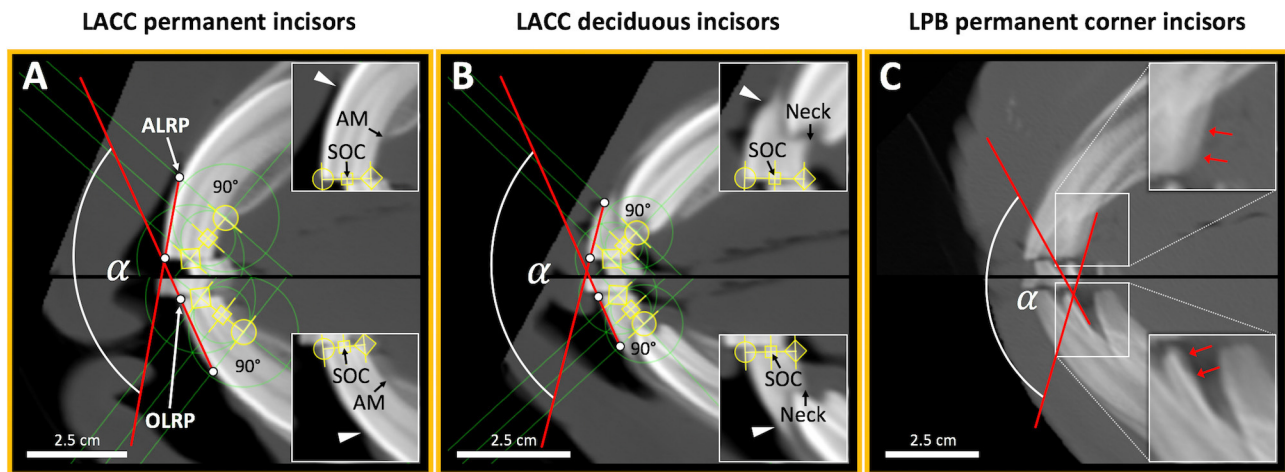 LACC permanent incisors
LACC deciduous incisors
LPB permanent corner incisors
A
ALRP
90°
AM
SOC
α
90°
SOC
AM
OLRP
2.5 cm
B
Neck
SOC
90°
α
90°
SOC
Neck
2.5 cm
C
α
2.5 cm